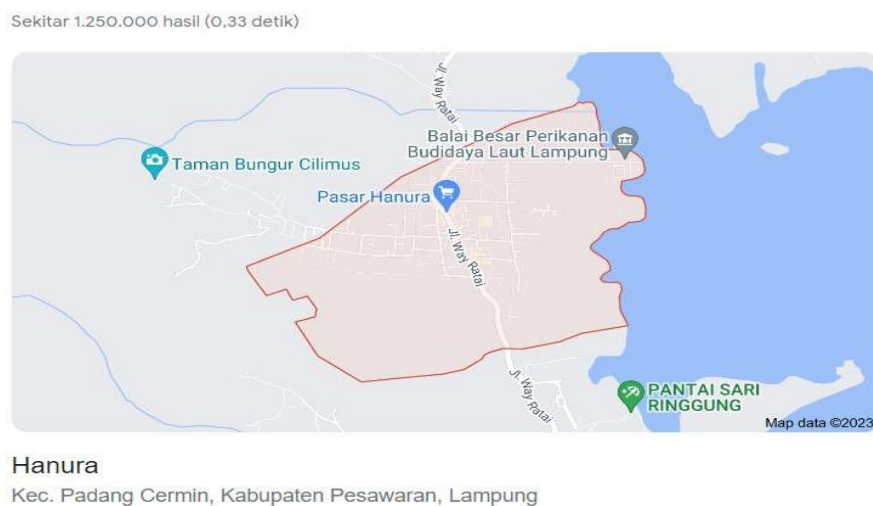 Sekitar 1.250.000 hasil (0,33 detik)
Jl. Way Ratai
Balai Besar Perikanan
Budidaya Laut Lampung
Taman Bungur Cilimus
Pasar Hanura
Jl. Way Ratai
Jl. Way Ratai
PANTAI SARI
RINGGUNG
Map data ©2023
Hanura
Kec. Padang Cermin, Kabupaten Pesawaran, Lampung